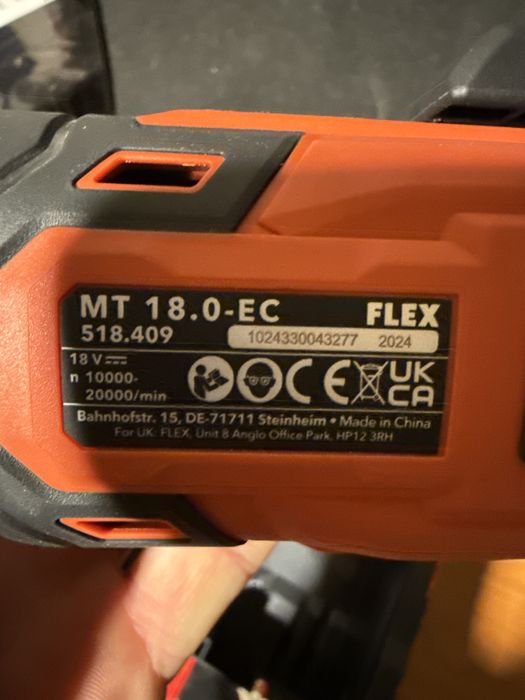 MT 18.0-EC FLEX
518.409 1024330043277 2024
18 V
n 10000-
20000/min
CE UK
CA
Bahnhofstr. 15, DE-71711 Steinheim • Made in China
For UK: FLEX, Unit 8 Anglo Office Park, HP12 3RH